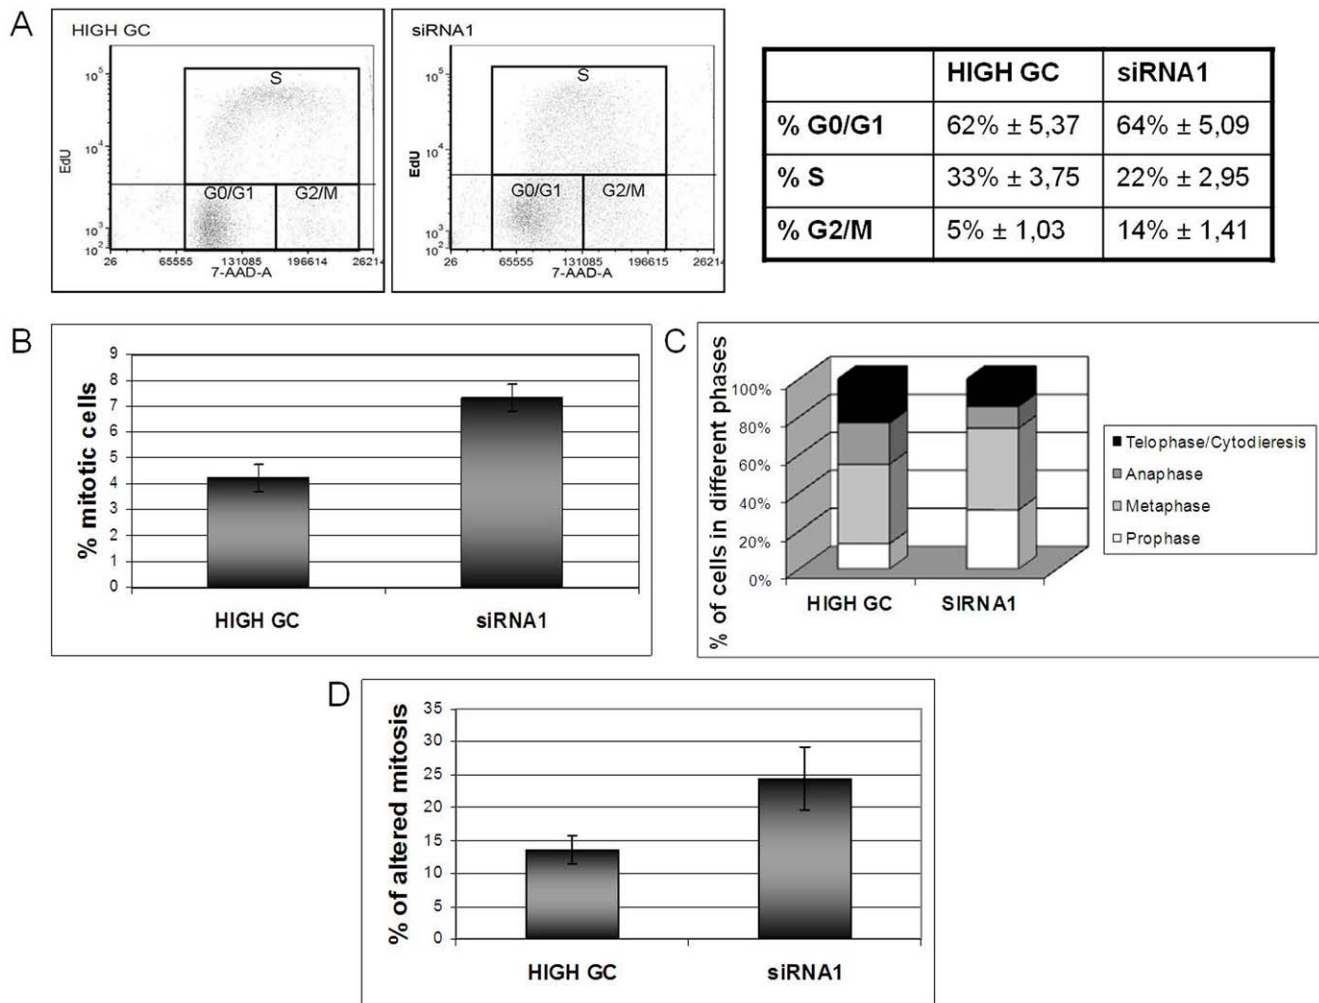 A
HIGH GC
S
G0/G1
G2/M
EdU
10^5
10^4
10^3
10^2
26
65555
131085
196614
26214
7-AAD-A
siRNA1
S
G0/G1
G2/M
EdU
10^5
10^4
10^3
10^2
26
65555
131085
196615
26214
7-AAD-A
HIGH GC siRNA1
% G0/G1 62% ± 5,37 64% ± 5,09
% S 33% ± 3,75 22% ± 2,95
% G2/M 5% ± 1,03 14% ± 1,41
B
% mitotic cells
9
8
7
6
5
4
3
2
1
0
HIGH GC siRNA1
C
% of cells in different phases
100%
80%
60%
40%
20%
0%
HIGH GC SIRNA1
Telophase/Cytodieresis
Anaphase
Metaphase
Prophase
D
% of altered mitosis
35
30
25
20
15
10
5
0
HIGH GC siRNA1